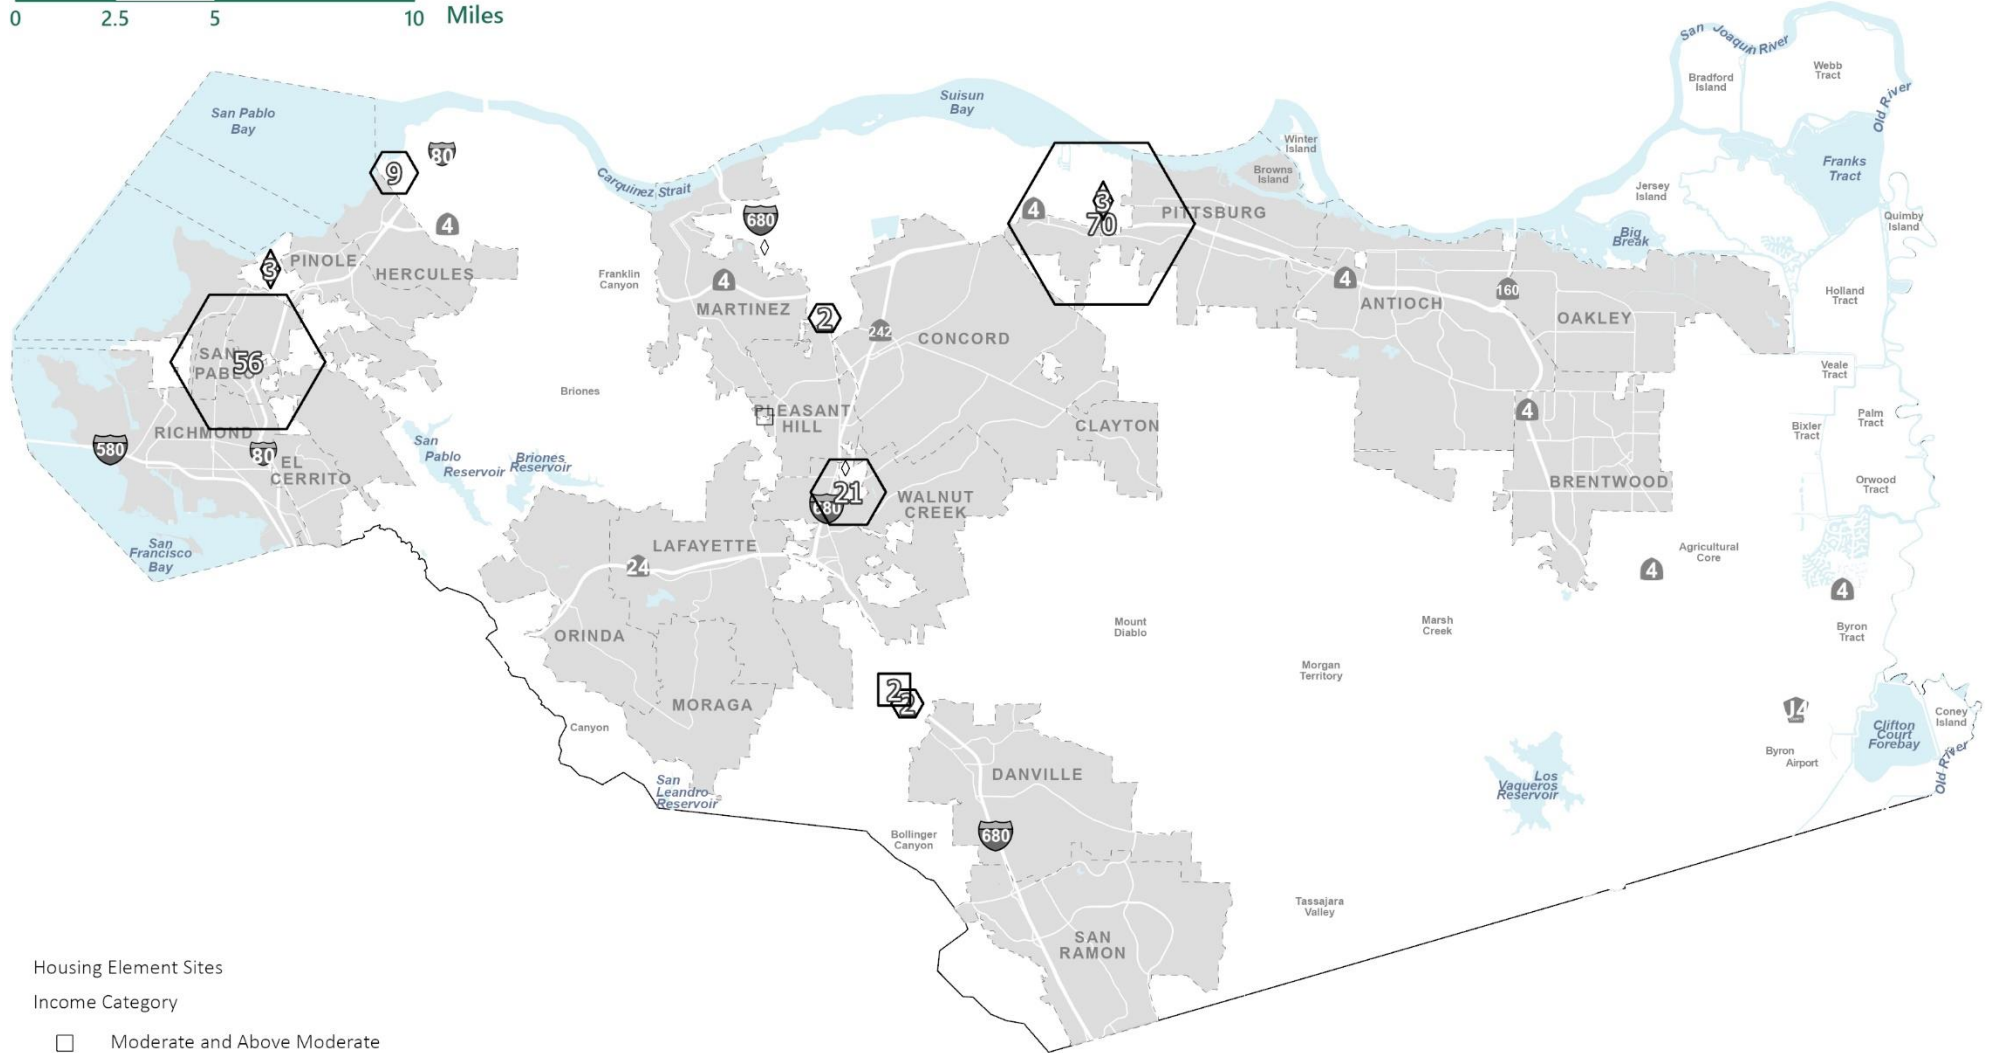 0 2.5 5 10 Miles
San Pablo
Bay
80
9
4
Carquinez Strait
Suisun
Bay
San Joaquin River
Bradford
Island
Webb
Tract
Old River
Franks
Tract
Quimby
Island
Winter
Island
Browns
Island
Jersey
Island
Big
Break
3
PINOLE
HERCULES
Franklin
Canyon
680
4
MARTINEZ
2
242
CONCORD
4
3
70
PITTSBURG
4
ANTIOCH
160
OAKLEY
Holland
Tract
SAN
PABLO
56
RICHMOND
580
80
EL
CERRITO
San
Pablo
Reservoir
Briones
Reservoir
Briones
PLEASANT
HILL
CLAYTON
4
BRENTWOOD
Veale
Tract
Palm
Tract
Bixler
Tract
Orwood
Tract
San
Francisco
Bay
21
680
WALNUT
CREEK
LAFAYETTE
24
ORINDA
MORAGA
Canyon
San
Leandro
Reservoir
Mount
Diablo
Marsh
Creek
Morgan
Territory
4
Agricultural
Core
4
Byron
Tract
2
2
DANVILLE
680
Bollinger
Canyon
SAN
RAMON
Tassajara
Valley
Los
Vaqueros
Reservoir
J4
Byron
Airport
Clifton
Court
Forebay
Coney
Island
Old River
Housing Element Sites
Income Category
Moderate and Above Moderate